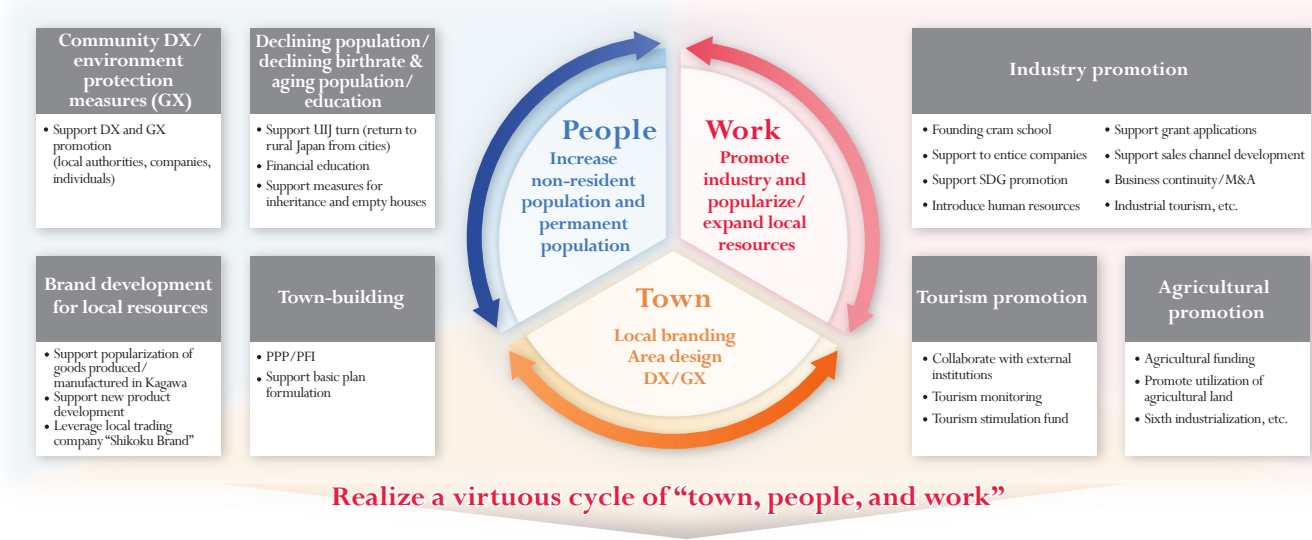 Community DX/
environment
protection
measures (GX)
• Support DX and GX
promotion
(local authorities, companies,
individuals)
Declining population/
declining birthrate &
aging population/
education
• Support UIJ turn (return to
rural Japan from cities)
• Financial education
• Support measures for
inheritance and empty houses
Brand development
for local resources
• Support popularization of
goods produced/
manufactured in Kagawa
• Support new product
development
• Leverage local trading
company “Shikoku Brand”
Town-building
• PPP/PFI
• Support basic plan
formulation
People
Increase
non-resident
population and
permanent
population
Work
Promote
industry and
popularize/
expand local
resources
Town
Local branding
Area design
DX/GX
Industry promotion
• Founding cram school
• Support to entice companies
• Support SDG promotion
• Introduce human resources
• Support grant applications
• Support sales channel development
• Business continuity/M&A
• Industrial tourism, etc.
Tourism promotion
• Collaborate with external
institutions
• Tourism monitoring
• Tourism stimulation fund
Agricultural
promotion
• Agricultural funding
• Promote utilization of
agricultural land
• Sixth industrialization, etc.
Realize a virtuous cycle of “town, people, and work”